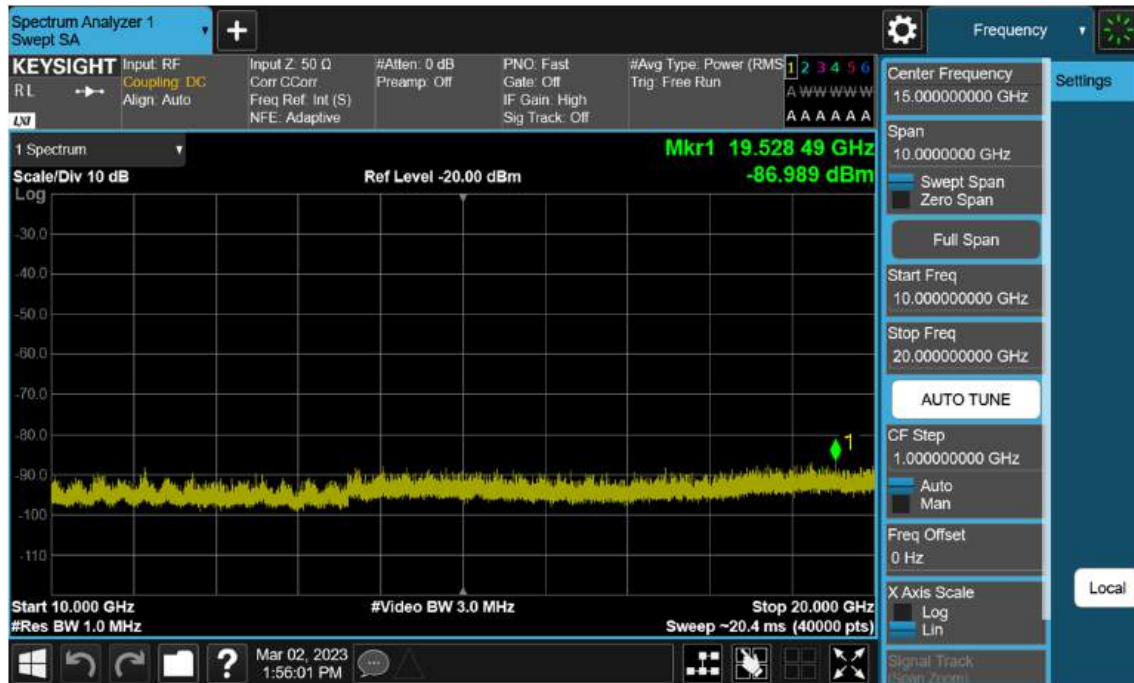 Spectrum Analyzer 1
Swept SA
Frequency
KEYSIGHT
RL
LXI
Input: RF
Coupling: DC
Align: Auto
Input Z: 50 Ω
Corr CCorr
Freq Ref: Int (S)
NFE: Adaptive
#Atten: 0 dB
Preamp: Off
PNO: Fast
Gate: Off
IF Gain: High
Sig Track: Off
#Avg Type: Power (RMS
Trig: Free Run
1 2 3 4 5 6
A W W W W W
A A A A A A
1 Spectrum
Scale/Div 10 dB
Ref Level -20.00 dBm
Mkr1 19.528 49 GHz
-86.989 dBm
Log
-30.0
-40.0
-50.0
-60.0
-70.0
-80.0
-90.0
-100
-110
1
Start 10.000 GHz
#Res BW 1.0 MHz
#Video BW 3.0 MHz
Stop 20.000 GHz
Sweep ~20.4 ms (40000 pts)
Center Frequency
15.000000000 GHz
Span
10.0000000 GHz
Swept Span
Zero Span
Full Span
Start Freq
10.000000000 GHz
Stop Freq
20.000000000 GHz
AUTO TUNE
CF Step
1.000000000 GHz
Auto
Man
Freq Offset
0 Hz
X Axis Scale
Log
Lin
Signal Track
(Span Zoom)
Settings
Local
?
Mar 02, 2023
1:56:01 PM